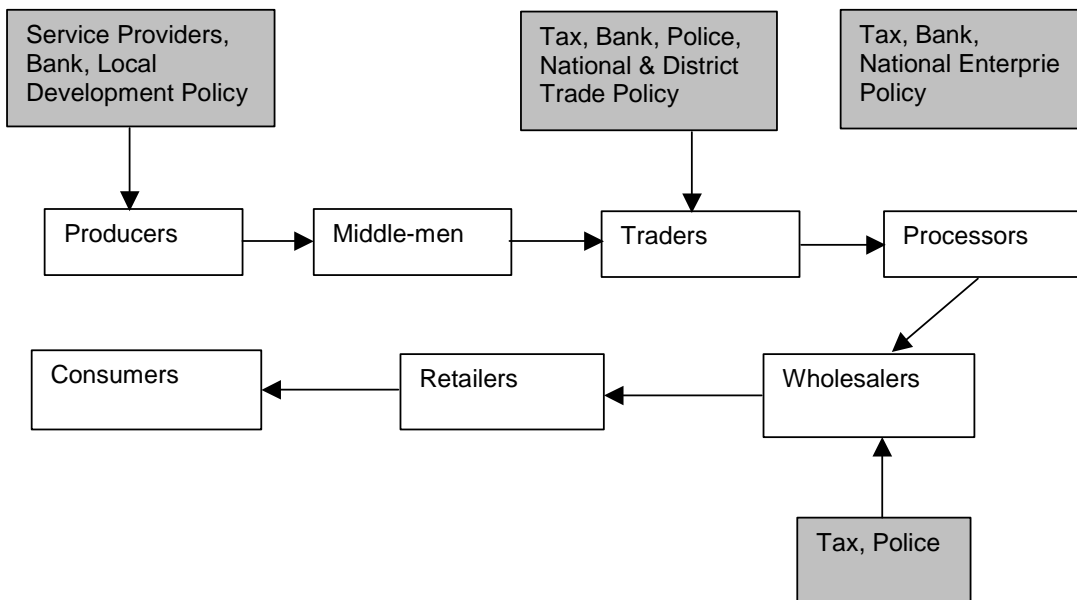 Service Providers,
Bank, Local
Development Policy
Tax, Bank, Police,
National & District
Trade Policy
Tax, Bank,
National Enterprie
Policy
Producers
Middle-men
Traders
Processors
Consumers
Retailers
Wholesalers
Tax, Police